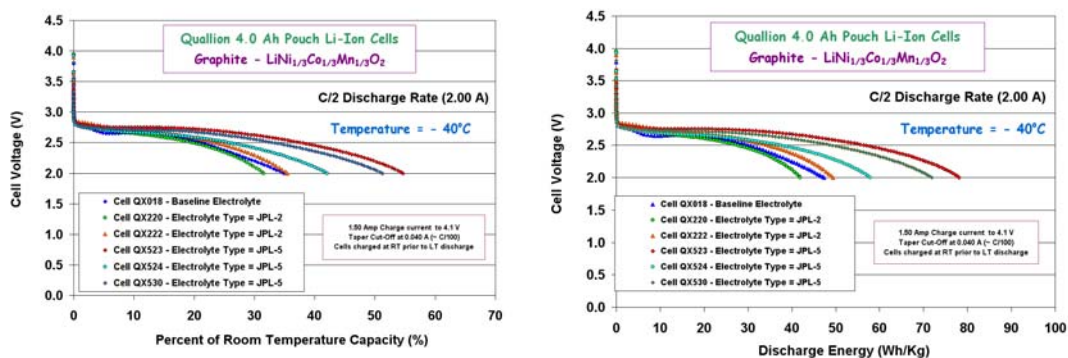 Quallion 4.0 Ah Pouch Li-Ion Cells
Graphite - LiNi1/3Co1/3Mn1/3O2
C/2 Discharge Rate (2.00 A)
Temperature = - 40°C
Cell Voltage (V)
4.5
4.0
3.5
3.0
2.5
2.0
1.5
1.0
0.5
0.0
Cell QX018 - Baseline Electrolyte
Cell QX220 - Electrolyte Type = JPL-2
Cell QX222 - Electrolyte Type = JPL-2
Cell QX523 - Electrolyte Type = JPL-5
Cell QX524 - Electrolyte Type = JPL-5
Cell QX530 - Electrolyte Type = JPL-5
1.50 Amp Charge current to 4.1 V
Taper Cut-Off at 0.040 A (~ C/100)
Cells charged at RT prior to LT discharge
0 10 20 30 40 50 60 70 80
Percent of Room Temperature Capacity (%)
Quallion 4.0 Ah Pouch Li-Ion Cells
Graphite - LiNi1/3Co1/3Mn1/3O2
C/2 Discharge Rate (2.00 A)
Temperature = - 40°C
Cell Voltage (V)
4.5
4.0
3.5
3.0
2.5
2.0
1.5
1.0
0.5
0.0
Cell QX018 - Baseline Electrolyte
Cell QX220 - Electrolyte Type = JPL-2
Cell QX222 - Electrolyte Type = JPL-2
Cell QX523 - Electrolyte Type = JPL-5
Cell QX524 - Electrolyte Type = JPL-5
Cell QX530 - Electrolyte Type = JPL-5
1.50 Amp Charge current to 4.1 V
Taper Cut-Off at 0.040 A (~ C/100)
Cells charged at RT prior to LT discharge
0 10 20 30 40 50 60 70 80 90 100
Discharge Energy (Wh/Kg)